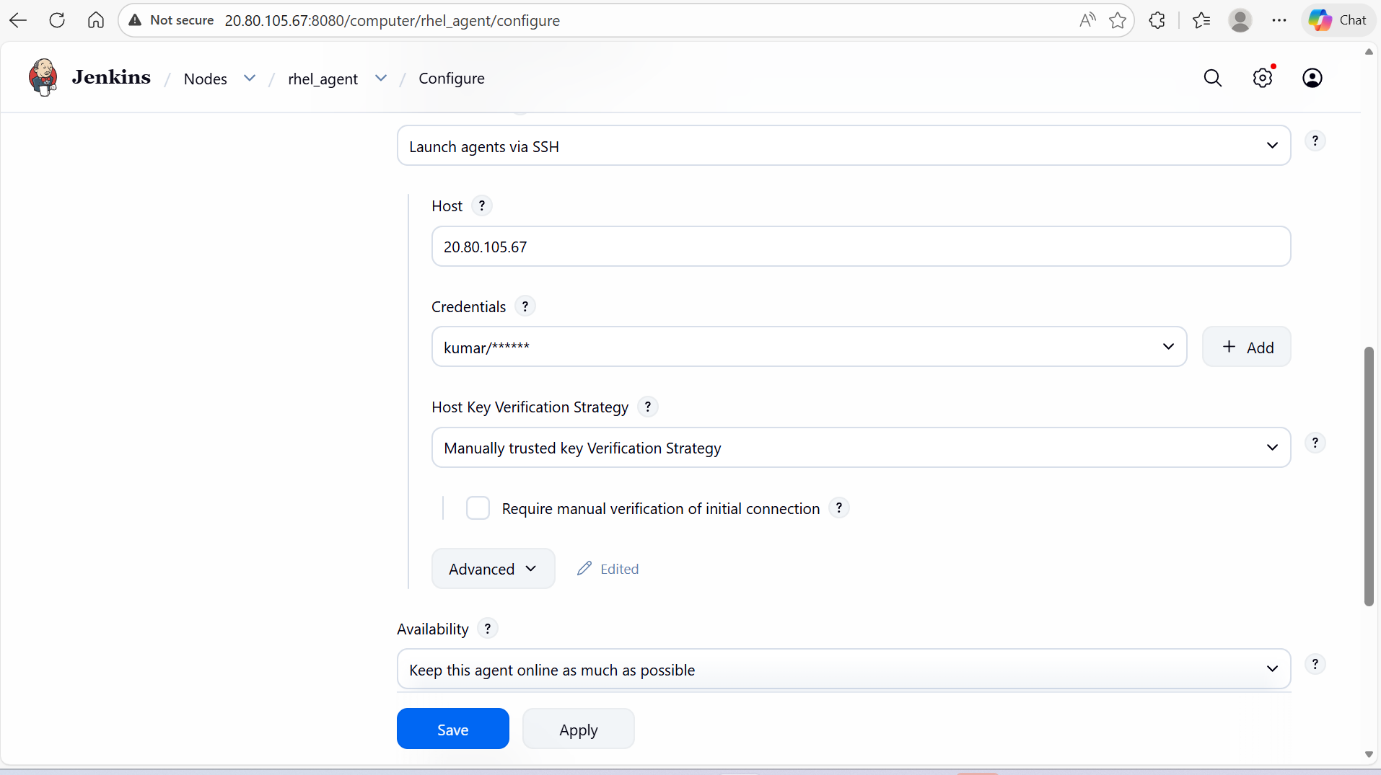 Not secure 20.80.105.67:8080/computer/rhel_agent/configure
Chat
Jenkins / Nodes / rhel_agent / Configure
Launch agents via SSH
?
Host ?
20.80.105.67
Credentials ?
kumar/******
+ Add
Host Key Verification Strategy ?
Manually trusted key Verification Strategy
?
Require manual verification of initial connection ?
Advanced
Edited
Availability ?
Keep this agent online as much as possible
?
Save
Apply